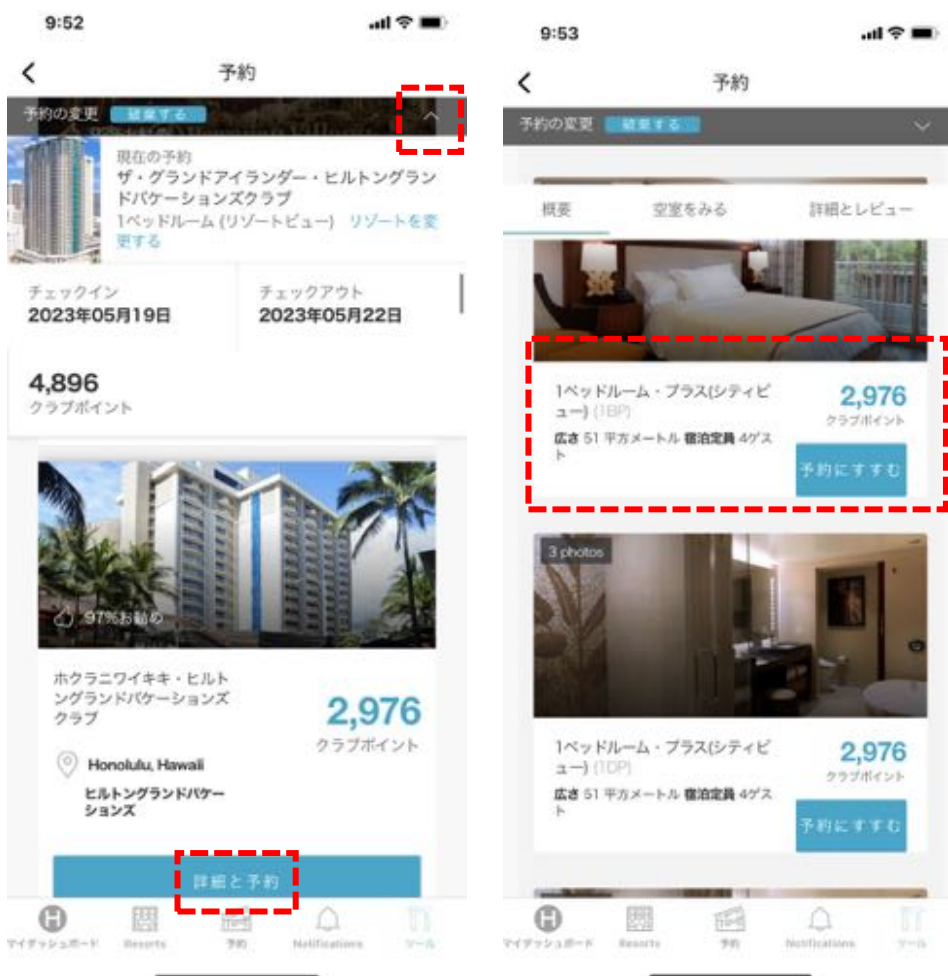 9:52
予約
予約の変更 破棄する
現在の予約
ザ・グランドアイランダー・ヒルトングラン
ドバケーションズクラブ
1ベッドルーム (リゾートビュー) リゾートを変
更する
チェックイン
2023年05月19日
チェックアウト
2023年05月22日
4,896
クラブポイント
97%お勧め
ホクラニワイキキ・ヒルト
ングランドバケーションズ
クラブ
2,976
クラブポイント
Honolulu, Hawaii
ヒルトングランドバケー
ションズ
詳細と予約
マイダッシュボード
Resorts
予約
Notifications
ツール
9:53
予約
予約の変更 破棄する
概要
空室をみる
詳細とレビュー
1ベッドルーム・プラス(シティビ
ュー) (1BP)
広さ 51 平方メートル 宿泊定員 4ゲス
ト
2,976
クラブポイント
予約にすすむ
3 photos
1ベッドルーム・プラス(シティビ
ュー) (1DP)
広さ 51 平方メートル 宿泊定員 4ゲス
ト
2,976
クラブポイント
予約にすすむ
マイダッシュボード
Resorts
予約
Notifications
ツール